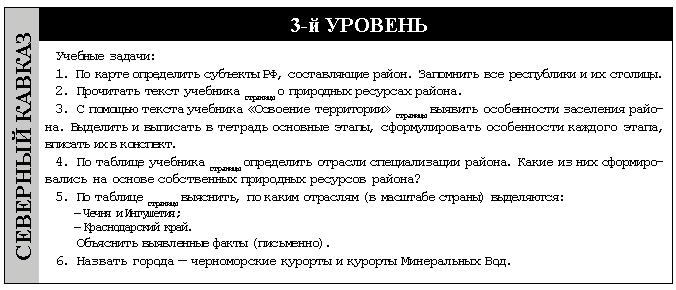 СЕВЕРНЫЙ КАВКАЗ
3-й УРОВЕНЬ
Учебные задачи:
1. По карте определить субъекты РФ, составляющие район. Запомнить все республики и их столицы.
2. Прочитать текст учебника страницы о природных ресурсах района.
3. С помощью текста учебника «Освоение территории» страницы выявить особенности заселения райо-
на. Выделить и выписать в тетрадь основные этапы, сформулировать особенности каждого этапа,
вписать их в конспект.
4. По таблице учебника страницы определить отрасли специализации района. Какие из них сформиро-
вались на основе собственных природных ресурсов района?
5. По таблице страницы выяснить, по каким отраслям (в масштабе страны) выделяются:
– Чечня и Ингушетия;
– Краснодарский край.
Объяснить выявленные факты (письменно).
6. Назвать города — черноморские курорты и курорты Минеральных Вод.